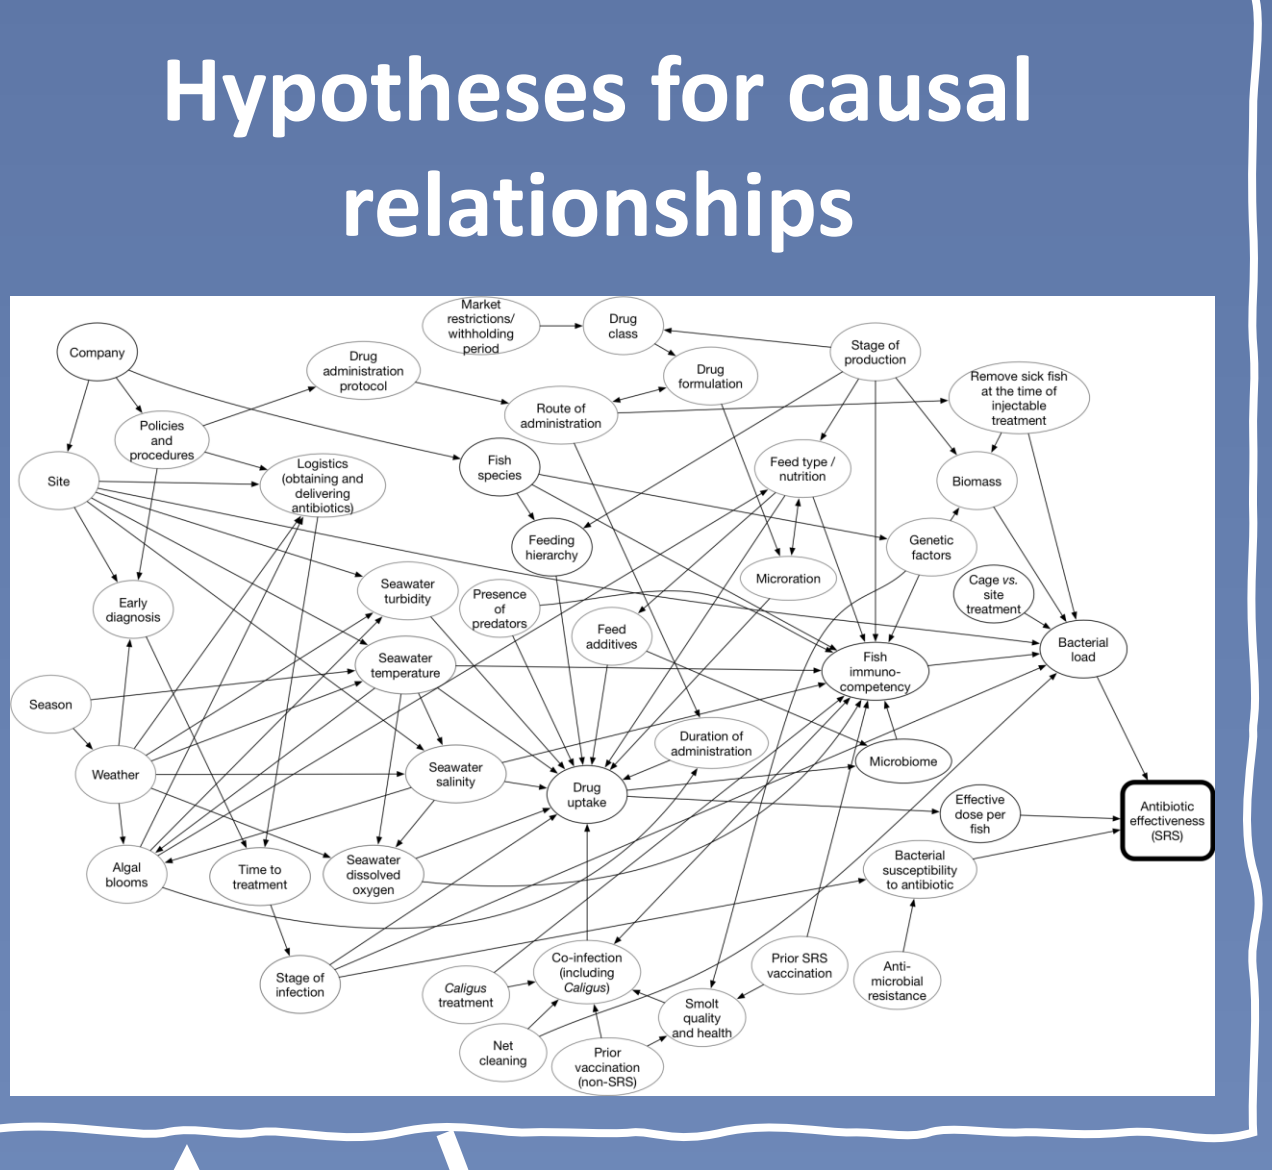 Hypotheses for causal
relationships
Market
restrictions/
withholding
period
Drug
class
Company
Stage of
production
Drug
administration
protocol
Drug
formulation
Remove sick fish
at the time of
injectable
treatment
Route of
administration
Policies
and
procedures
Fish
species
Feed type /
nutrition
Site
Logistics
(obtaining and
delivering
antibiotics)
Biomass
Feeding
hierarchy
Genetic
factors
Microration
Cage vs.
site
treatment
Early
diagnosis
Seawater
turbidity
Presence
of
predators
Feed
additives
Bacterial
load
Seawater
temperature
Fish
immuno-
competency
Season
Duration of
administration
Weather
Seawater
salinity
Microbiome
Drug
uptake
Effective
dose per
fish
Antibiotic
effectiveness
(SRS)
Algal
blooms
Time to
treatment
Seawater
dissolved
oxygen
Bacterial
susceptibility
to antibiotic
Stage of
infection
Co-infection
(including
Caligus)
Prior SRS
vaccination
Anti-
microbial
resistance
Caligus
treatment
Smolt
quality
and health
Net
cleaning
Prior
vaccination
(non-SRS)